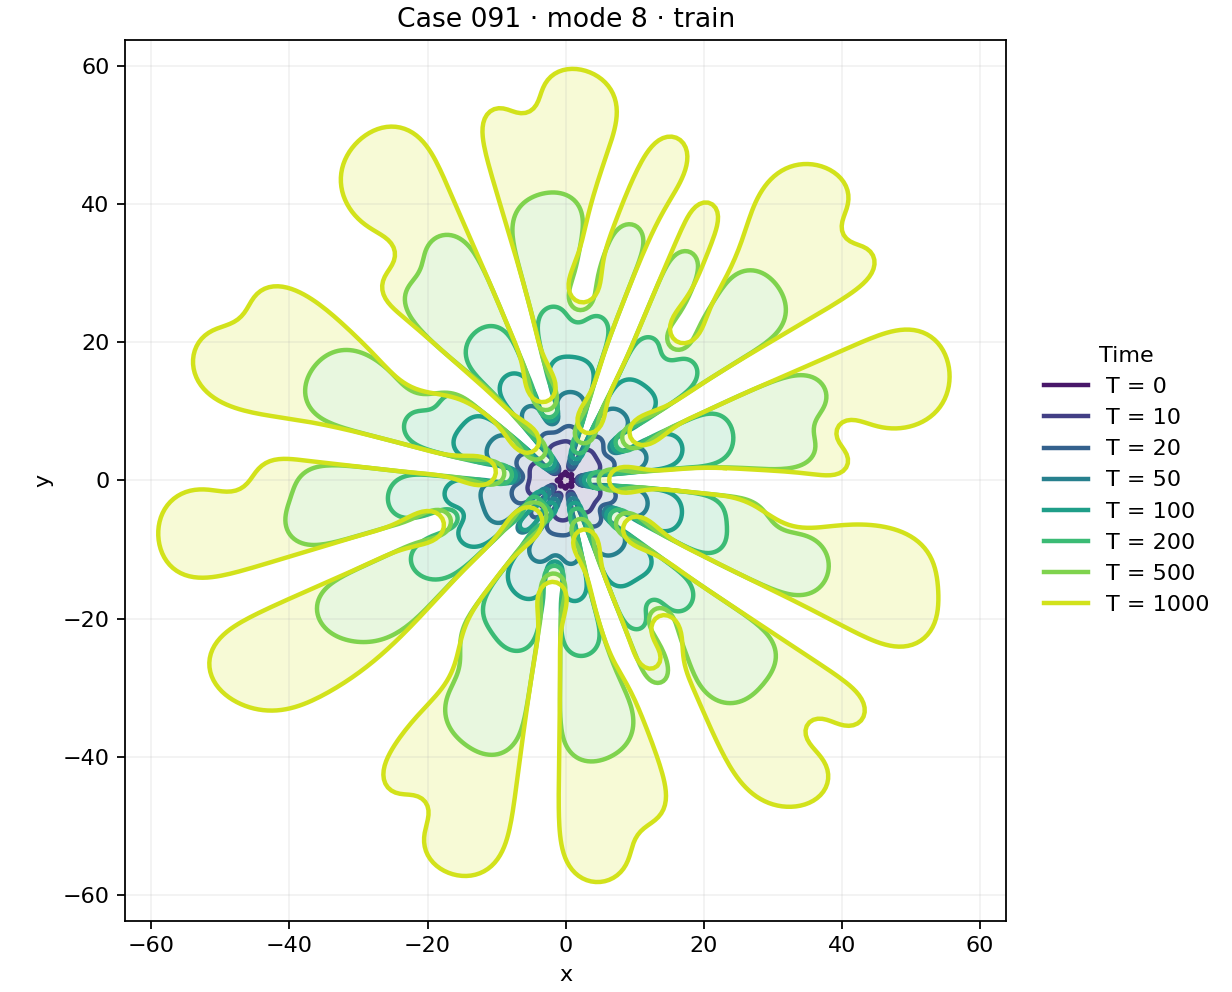 Case 091 · mode 8 · train
60
40
20
0
−20
−40
−60
y
−60 −40 −20 0 20 40 60
x
Time
T = 0
T = 10
T = 20
T = 50
T = 100
T = 200
T = 500
T = 1000